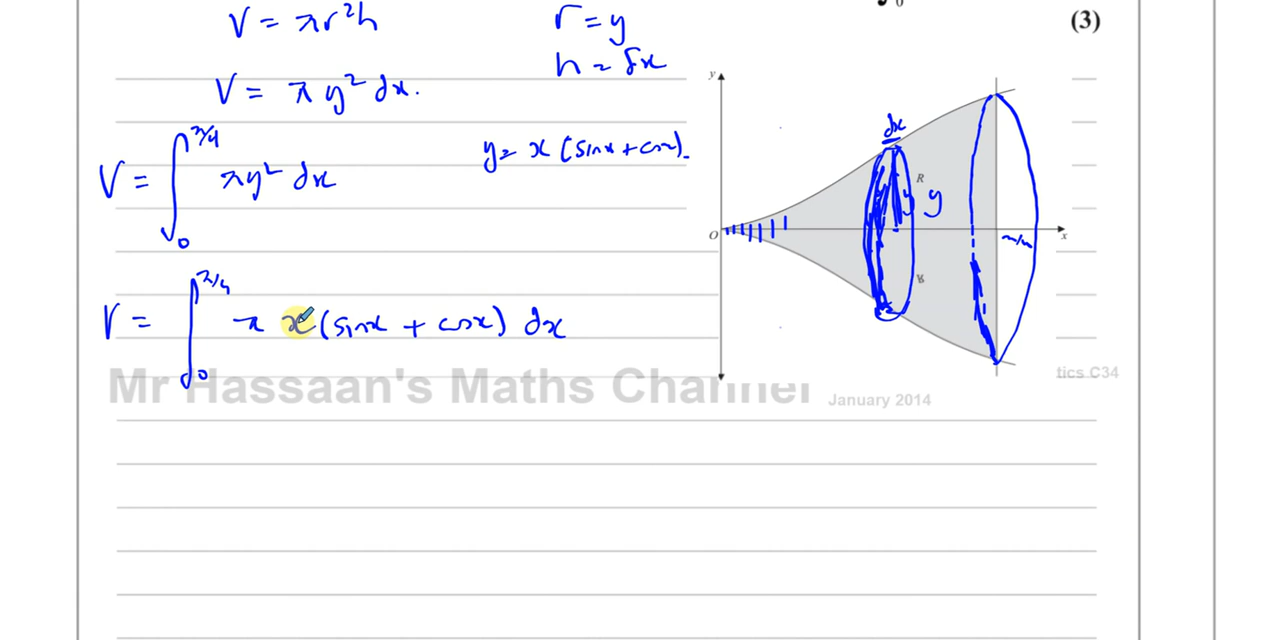 V = πr²h
r = y
(3)
h = δx
V = π y² dx.
V = ∫₀^π/4 πy² dx
y = x (sinx + cosx).
V = ∫₀^π/4 π x (sinx + cosx) dx
y
dx
R
y
O
x
Mr Hassaan's Maths Channel
tics C34
January 2014